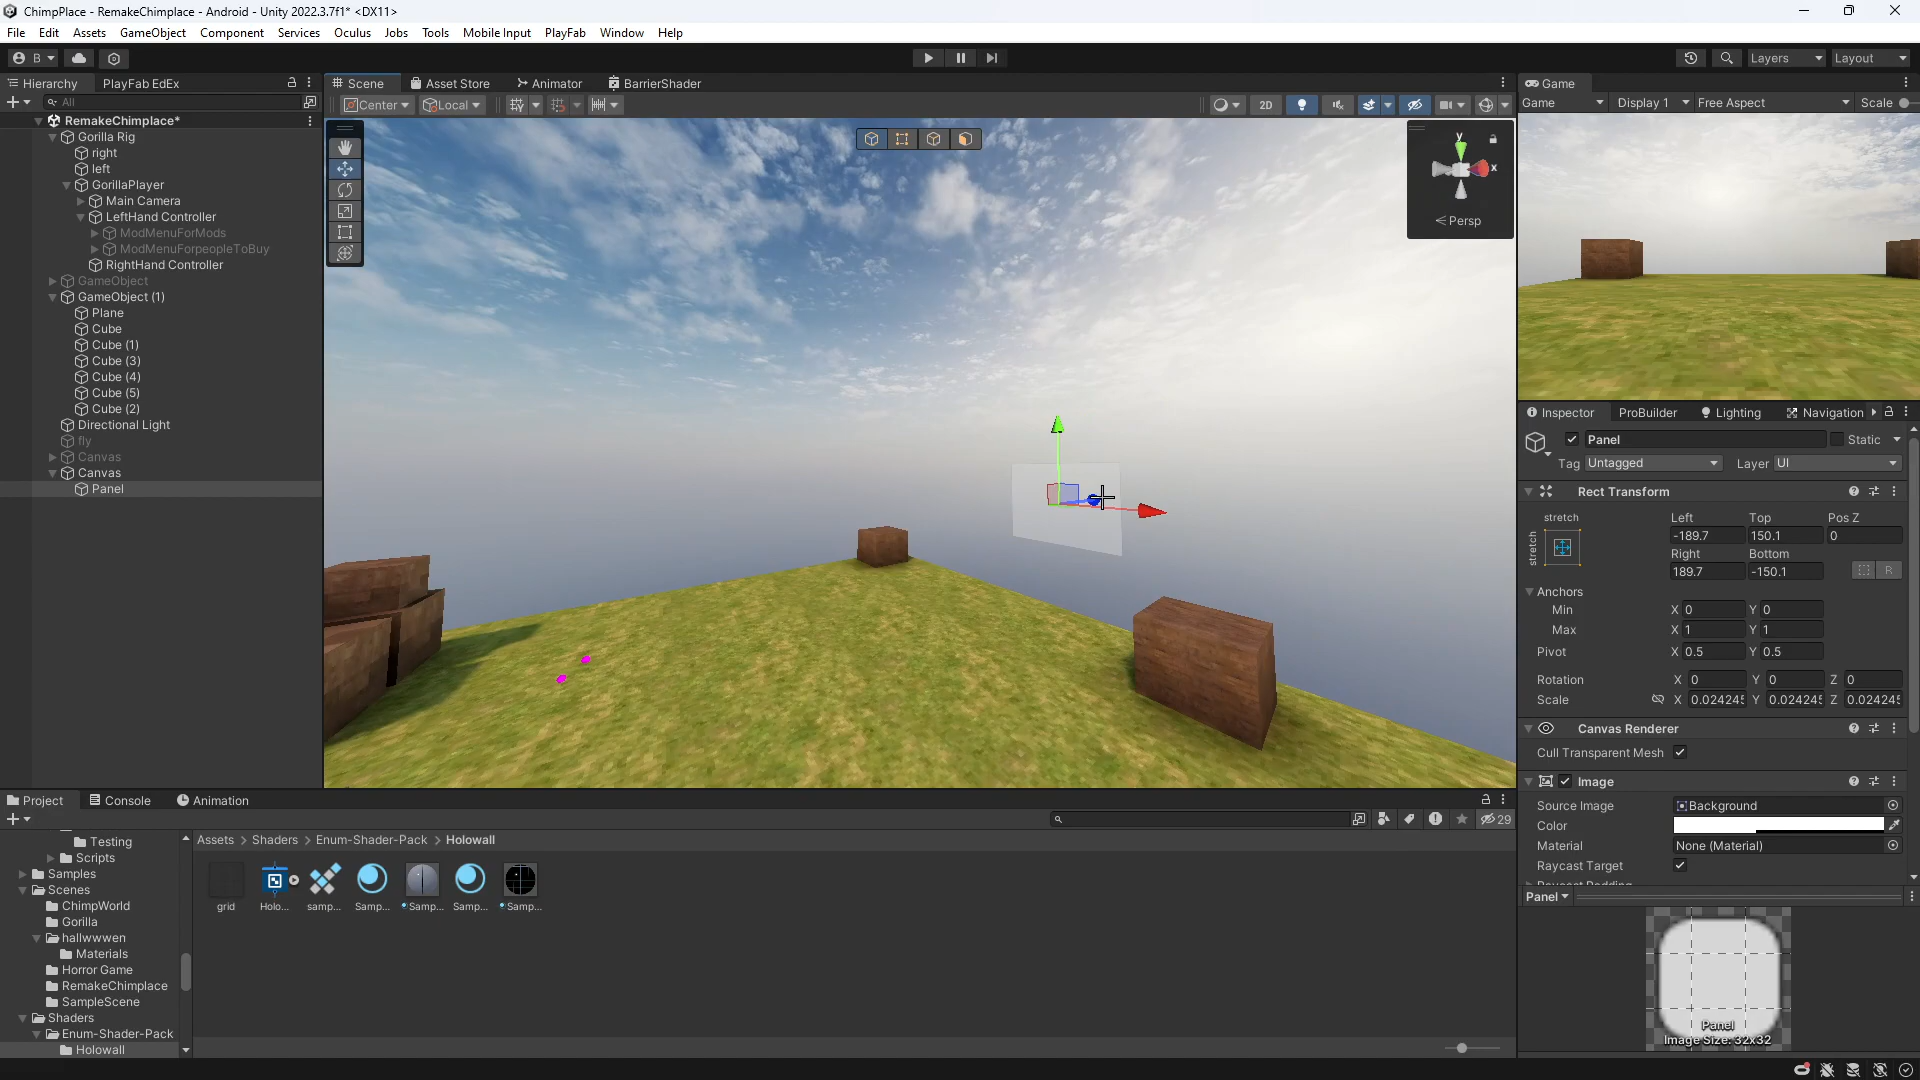 ChimpPlace - RemakeChimplace - Android - Unity 2022.3.7f1* <DX11>
File Edit Assets GameObject Component Services Oculus Jobs Tools Mobile Input PlayFab Window Help
B
Layers
Layout
Hierarchy
PlayFab EdEx
All
RemakeChimplace*
Gorilla Rig
right
left
GorillaPlayer
Main Camera
LeftHand Controller
ModMenuForMods
ModMenuForpeopleToBuy
RightHand Controller
GameObject
GameObject (1)
Plane
Cube
Cube (1)
Cube (3)
Cube (4)
Cube (5)
Cube (2)
Directional Light
fly
Canvas
Canvas
Panel
Scene
Asset Store
Animator
BarrierShader
Center
Local
2D
y
x
Persp
Game
Game
Display 1
Free Aspect
Scale
Inspector
ProBuilder
Lighting
Navigation
Panel
Static
Tag Untagged
Layer UI
Rect Transform
stretch
stretch
Left Top Pos Z
-189.7 150.1 0
Right Bottom
189.7 -150.1
R
Anchors
Min X 0 Y 0
Max X 1 Y 1
Pivot X 0.5 Y 0.5
Rotation X 0 Y 0 Z 0
Scale X 0.02424 Y 0.02424 Z 0.02424
Canvas Renderer
Cull Transparent Mesh
Image
Source Image Background
Color
Material None (Material)
Raycast Target
Panel
Panel
Image Size: 32x32
Project
Console
Animation
29
Testing
Scripts
Samples
Scenes
ChimpWorld
Gorilla
hallwwwen
Materials
Horror Game
RemakeChimplace
SampleScene
Shaders
Enum-Shader-Pack
Holowall
Assets > Shaders > Enum-Shader-Pack > Holowall
grid
Holo...
samp...
Samp...
Samp...
Samp...
Samp...